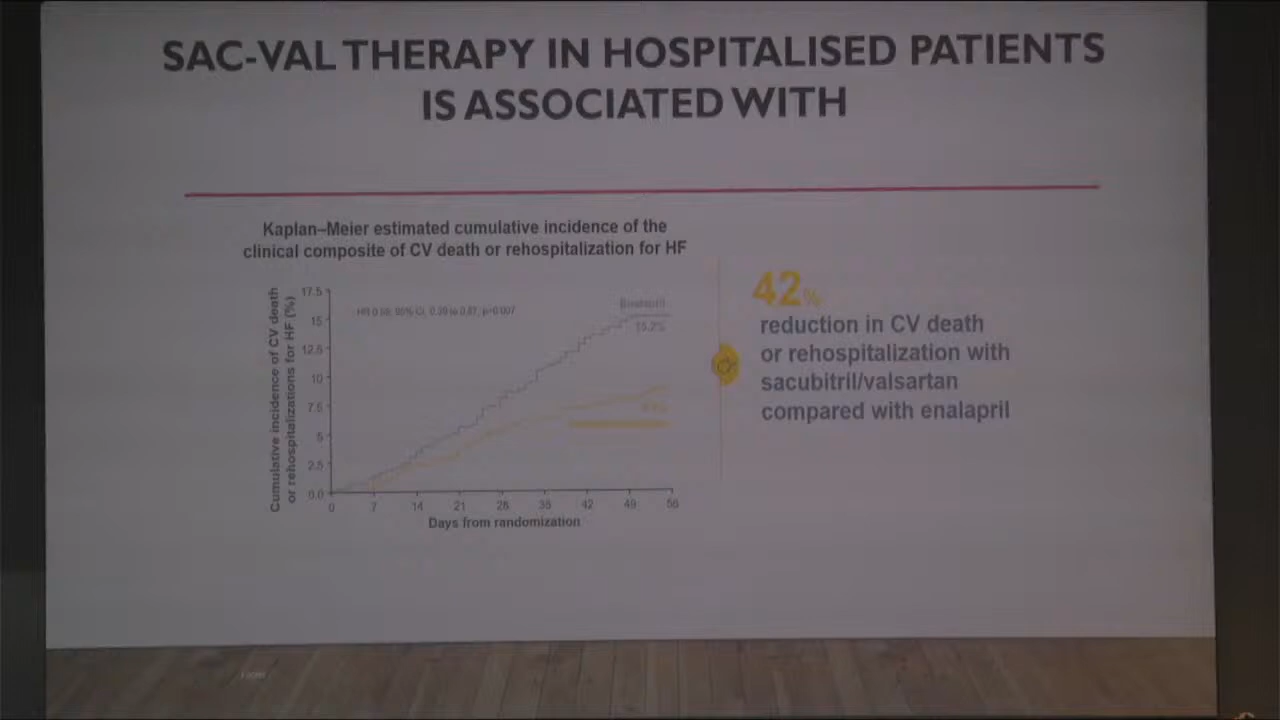 SAC-VAL THERAPY IN HOSPITALISED PATIENTS
IS ASSOCIATED WITH
Kaplan–Meier estimated cumulative incidence of the
clinical composite of CV death or rehospitalization for HF
Cumulative incidence of CV death
or rehospitalizations for HF (%)
17.5
15
12.5
10
7.5
5
2.5
0.0
Enalapril
15.2%
0 7 14 21 28 35 42 49 56
Days from randomization
42%
reduction in CV death
or rehospitalization with
sacubitril/valsartan
compared with enalapril